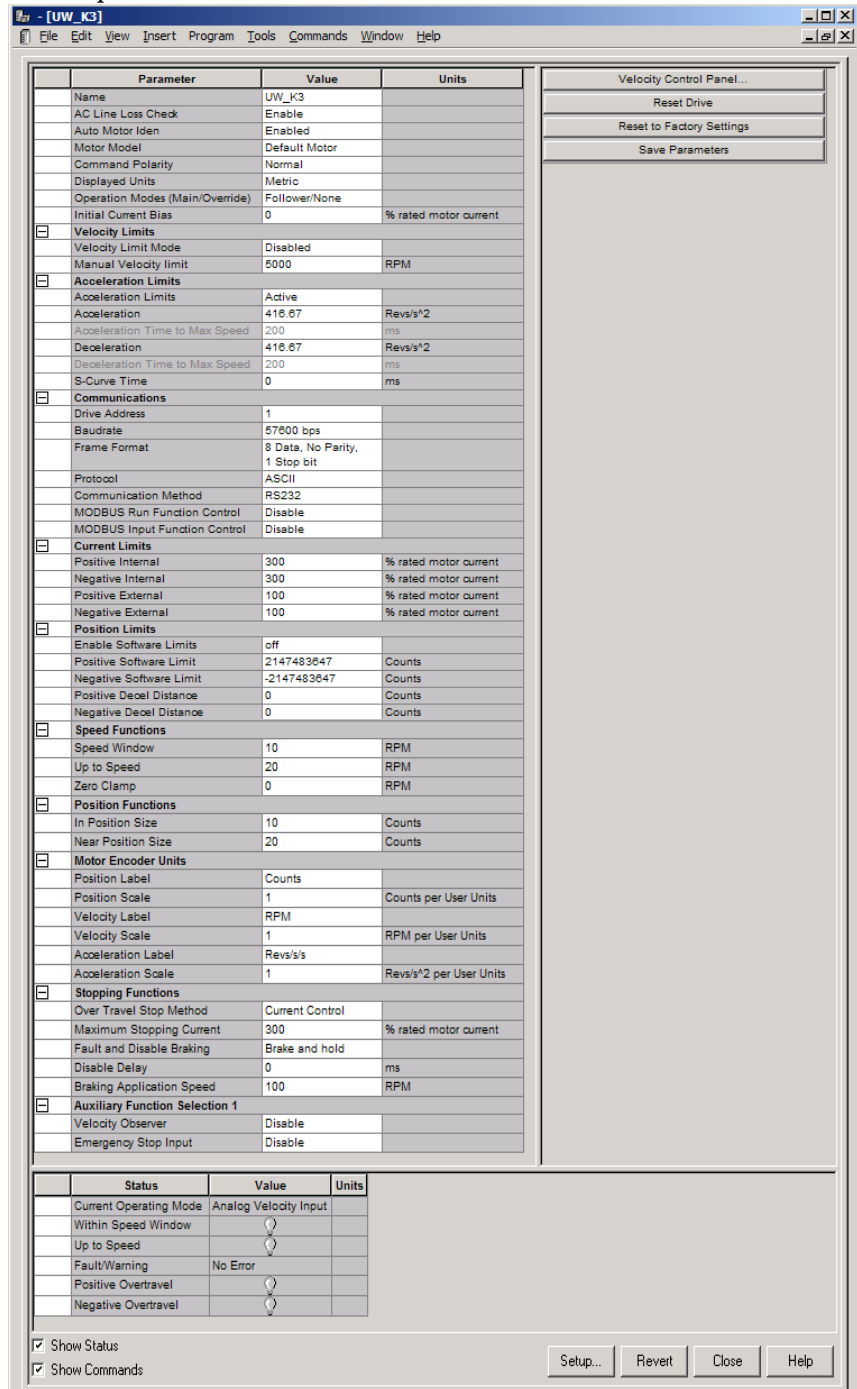 - [UW_K3]
File Edit View Insert Program Tools Commands Window Help
Parameter Value Units
Name UW_K3
AC Line Loss Check Enable
Auto Motor Iden Enabled
Motor Model Default Motor
Command Polarity Normal
Displayed Units Metric
Operation Modes (Main/Override) Follower/None
Initial Current Bias 0 % rated motor current
Velocity Limits
Velocity Limit Mode Disabled
Manual Velocity limit 5000 RPM
Acceleration Limits
Acceleration Limits Active
Acceleration 416.67 Revs/s^2
Acceleration Time to Max Speed 200 ms
Deceleration 416.67 Revs/s^2
Deceleration Time to Max Speed 200 ms
S-Curve Time 0 ms
Communications
Drive Address 1
Baudrate 57600 bps
Frame Format 8 Data, No Parity,
1 Stop bit
Protocol ASCII
Communication Method RS232
MODBUS Run Function Control Disable
MODBUS Input Function Control Disable
Current Limits
Positive Internal 300 % rated motor current
Negative Internal 300 % rated motor current
Positive External 100 % rated motor current
Negative External 100 % rated motor current
Position Limits
Enable Software Limits off
Positive Software Limit 2147483647 Counts
Negative Software Limit -2147483647 Counts
Positive Decel Distance 0 Counts
Negative Decel Distance 0 Counts
Speed Functions
Speed Window 10 RPM
Up to Speed 20 RPM
Zero Clamp 0 RPM
Position Functions
In Position Size 10 Counts
Near Position Size 20 Counts
Motor Encoder Units
Position Label Counts
Position Scale 1 Counts per User Units
Velocity Label RPM
Velocity Scale 1 RPM per User Units
Acceleration Label Revs/s/s
Acceleration Scale 1 Revs/s^2 per User Units
Stopping Functions
Over Travel Stop Method Current Control
Maximum Stopping Current 300 % rated motor current
Fault and Disable Braking Brake and hold
Disable Delay 0 ms
Braking Application Speed 100 RPM
Auxiliary Function Selection 1
Velocity Observer Disable
Emergency Stop Input Disable
Velocity Control Panel...
Reset Drive
Reset to Factory Settings
Save Parameters
Status Value Units
Current Operating Mode Analog Velocity Input
Within Speed Window
Up to Speed
Fault/Warning No Error
Positive Overtravel
Negative Overtravel
Show Status
Show Commands
Setup... Revert Close Help